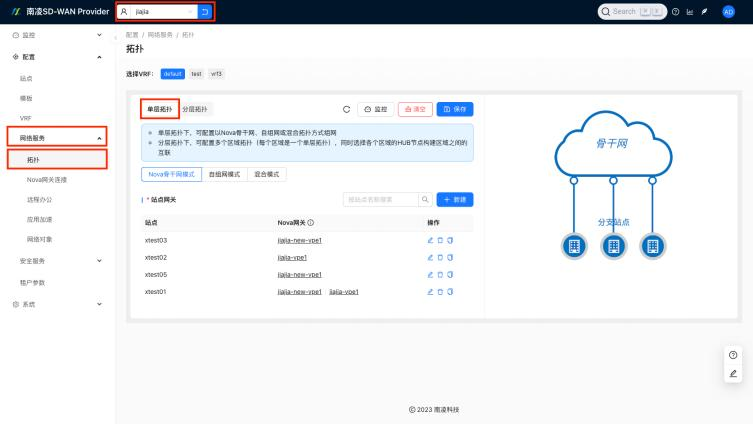 南凌SD-WAN Provider
jiajia
Search
AD
监控
配置
站点
模板
VRF
网络服务
拓扑
Nova网关连接
远程办公
应用加速
网络对象
安全服务
租户参数
系统
配置 / 网络服务 / 拓扑
拓扑
选择VRF: default test vrf3
单层拓扑 分层拓扑
监控 清空 保存
单层拓扑下，可配置以Nova骨干网、自组网或混合拓扑方式组网
分层拓扑下，可配置多个区域拓扑（每个区域是一个单层拓扑），同时选择各个区域的HUB节点构建区域之间的
互联
Nova骨干网模式 自组网模式 混合模式
* 站点网关
按站点名称搜索
+ 新建
站点 Nova网关 操作
xtest03 jiajia-new-vpe1
xtest02 jiajia-vpe1
xtest05 jiajia-new-vpe1
xtest01 jiajia-new-vpe1 jiajia-vpe1
骨干网
分支站点
© 2023 南凌科技